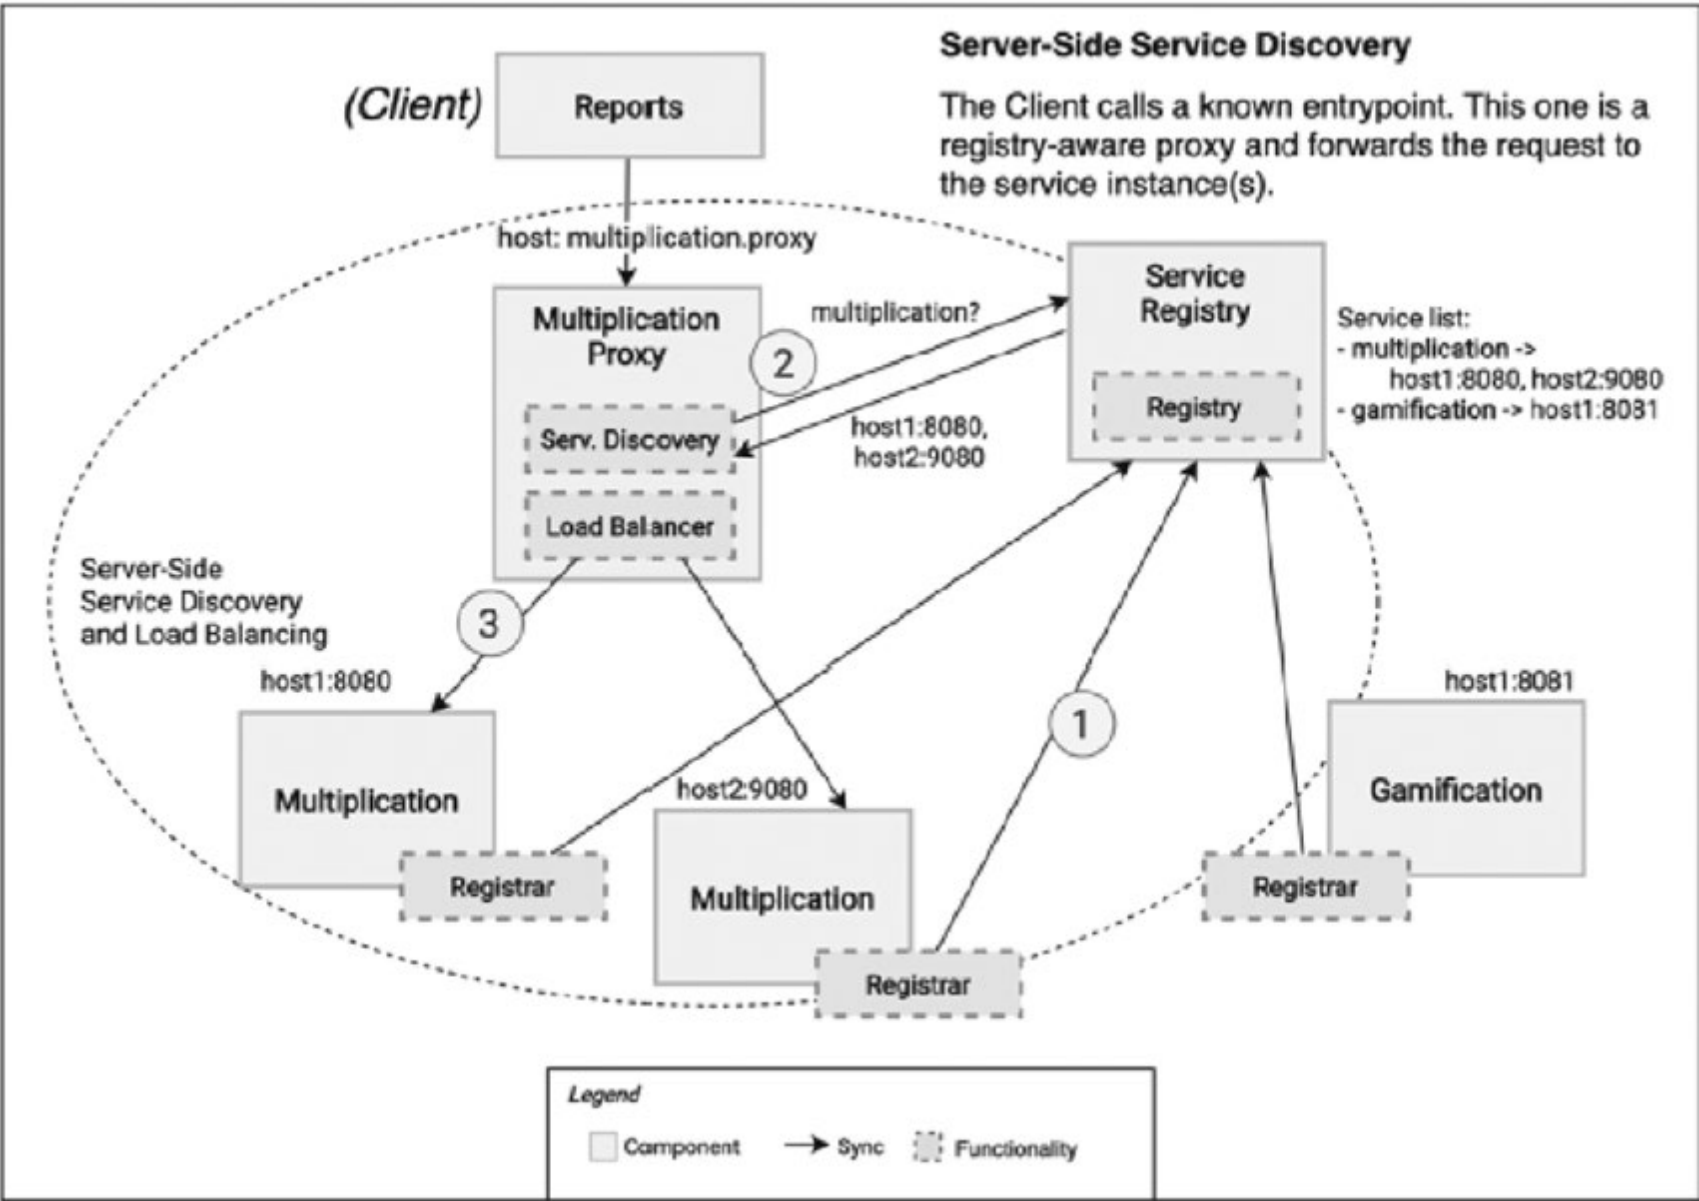 Server-Side Service Discovery
The Client calls a known entrypoint. This one is a
registry-aware proxy and forwards the request to
the service instance(s).
(Client)
Reports
host: multiplication.proxy
Multiplication
Proxy
Serv. Discovery
Load Balancer
multiplication?
2
host1:8080,
host2:9080
Service
Registry
Registry
Service list:
- multiplication ->
host1:8080, host2:9080
- gamification -> host1:8081
Server-Side
Service Discovery
and Load Balancing
3
host1:8080
Multiplication
Registrar
host2:9080
Multiplication
Registrar
1
host1:8081
Gamification
Registrar
Legend
Component
Sync
Functionality